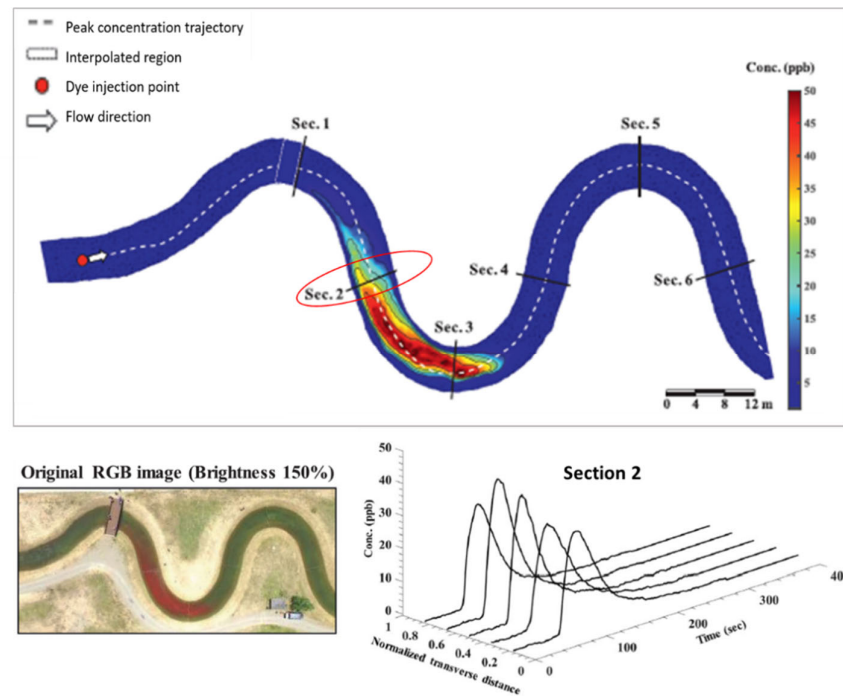 Peak concentration trajectory
Interpolated region
Dye injection point
Flow direction
Conc. (ppb)
50
45
40
35
30
25
20
15
10
5
Sec. 1
Sec. 2
Sec. 3
Sec. 4
Sec. 5
Sec. 6
0 4 8 12 m
Original RGB image (Brightness 150%)
Section 2
Conc. (ppb)
50
40
30
20
10
0
1 0.8 0.6 0.4 0.2 0
Normalized transverse distance
0 100 200 300 40
Time (sec)